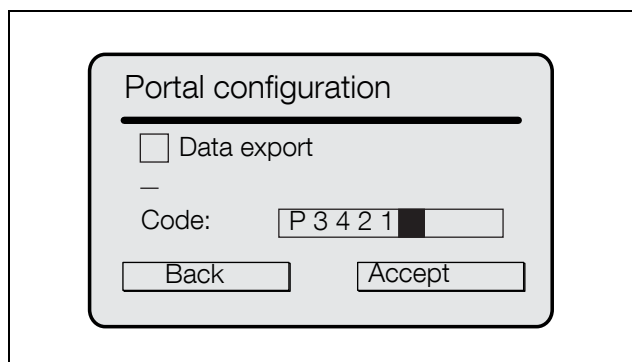 Portal configuration
Data export
_
Code: P 3 4 2 1
Back Accept